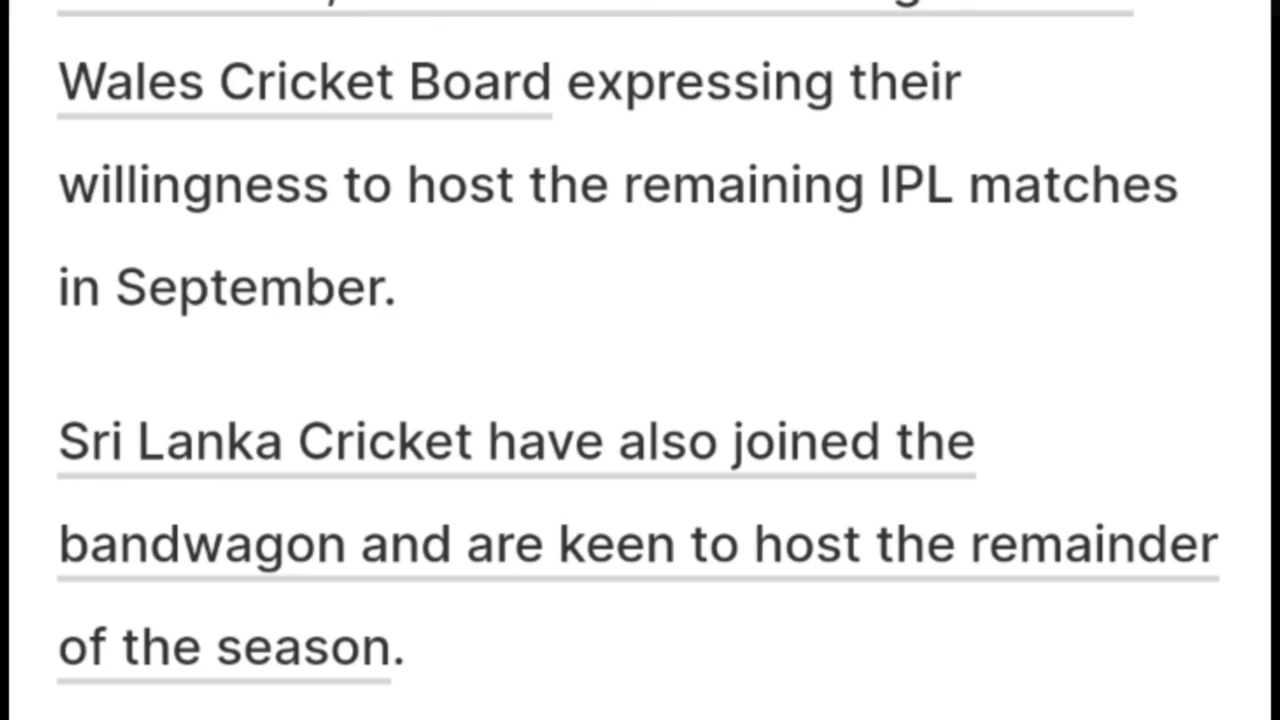 Wales Cricket Board expressing their
willingness to host the remaining IPL matches
in September.
Sri Lanka Cricket have also joined the
bandwagon and are keen to host the remainder
of the season.